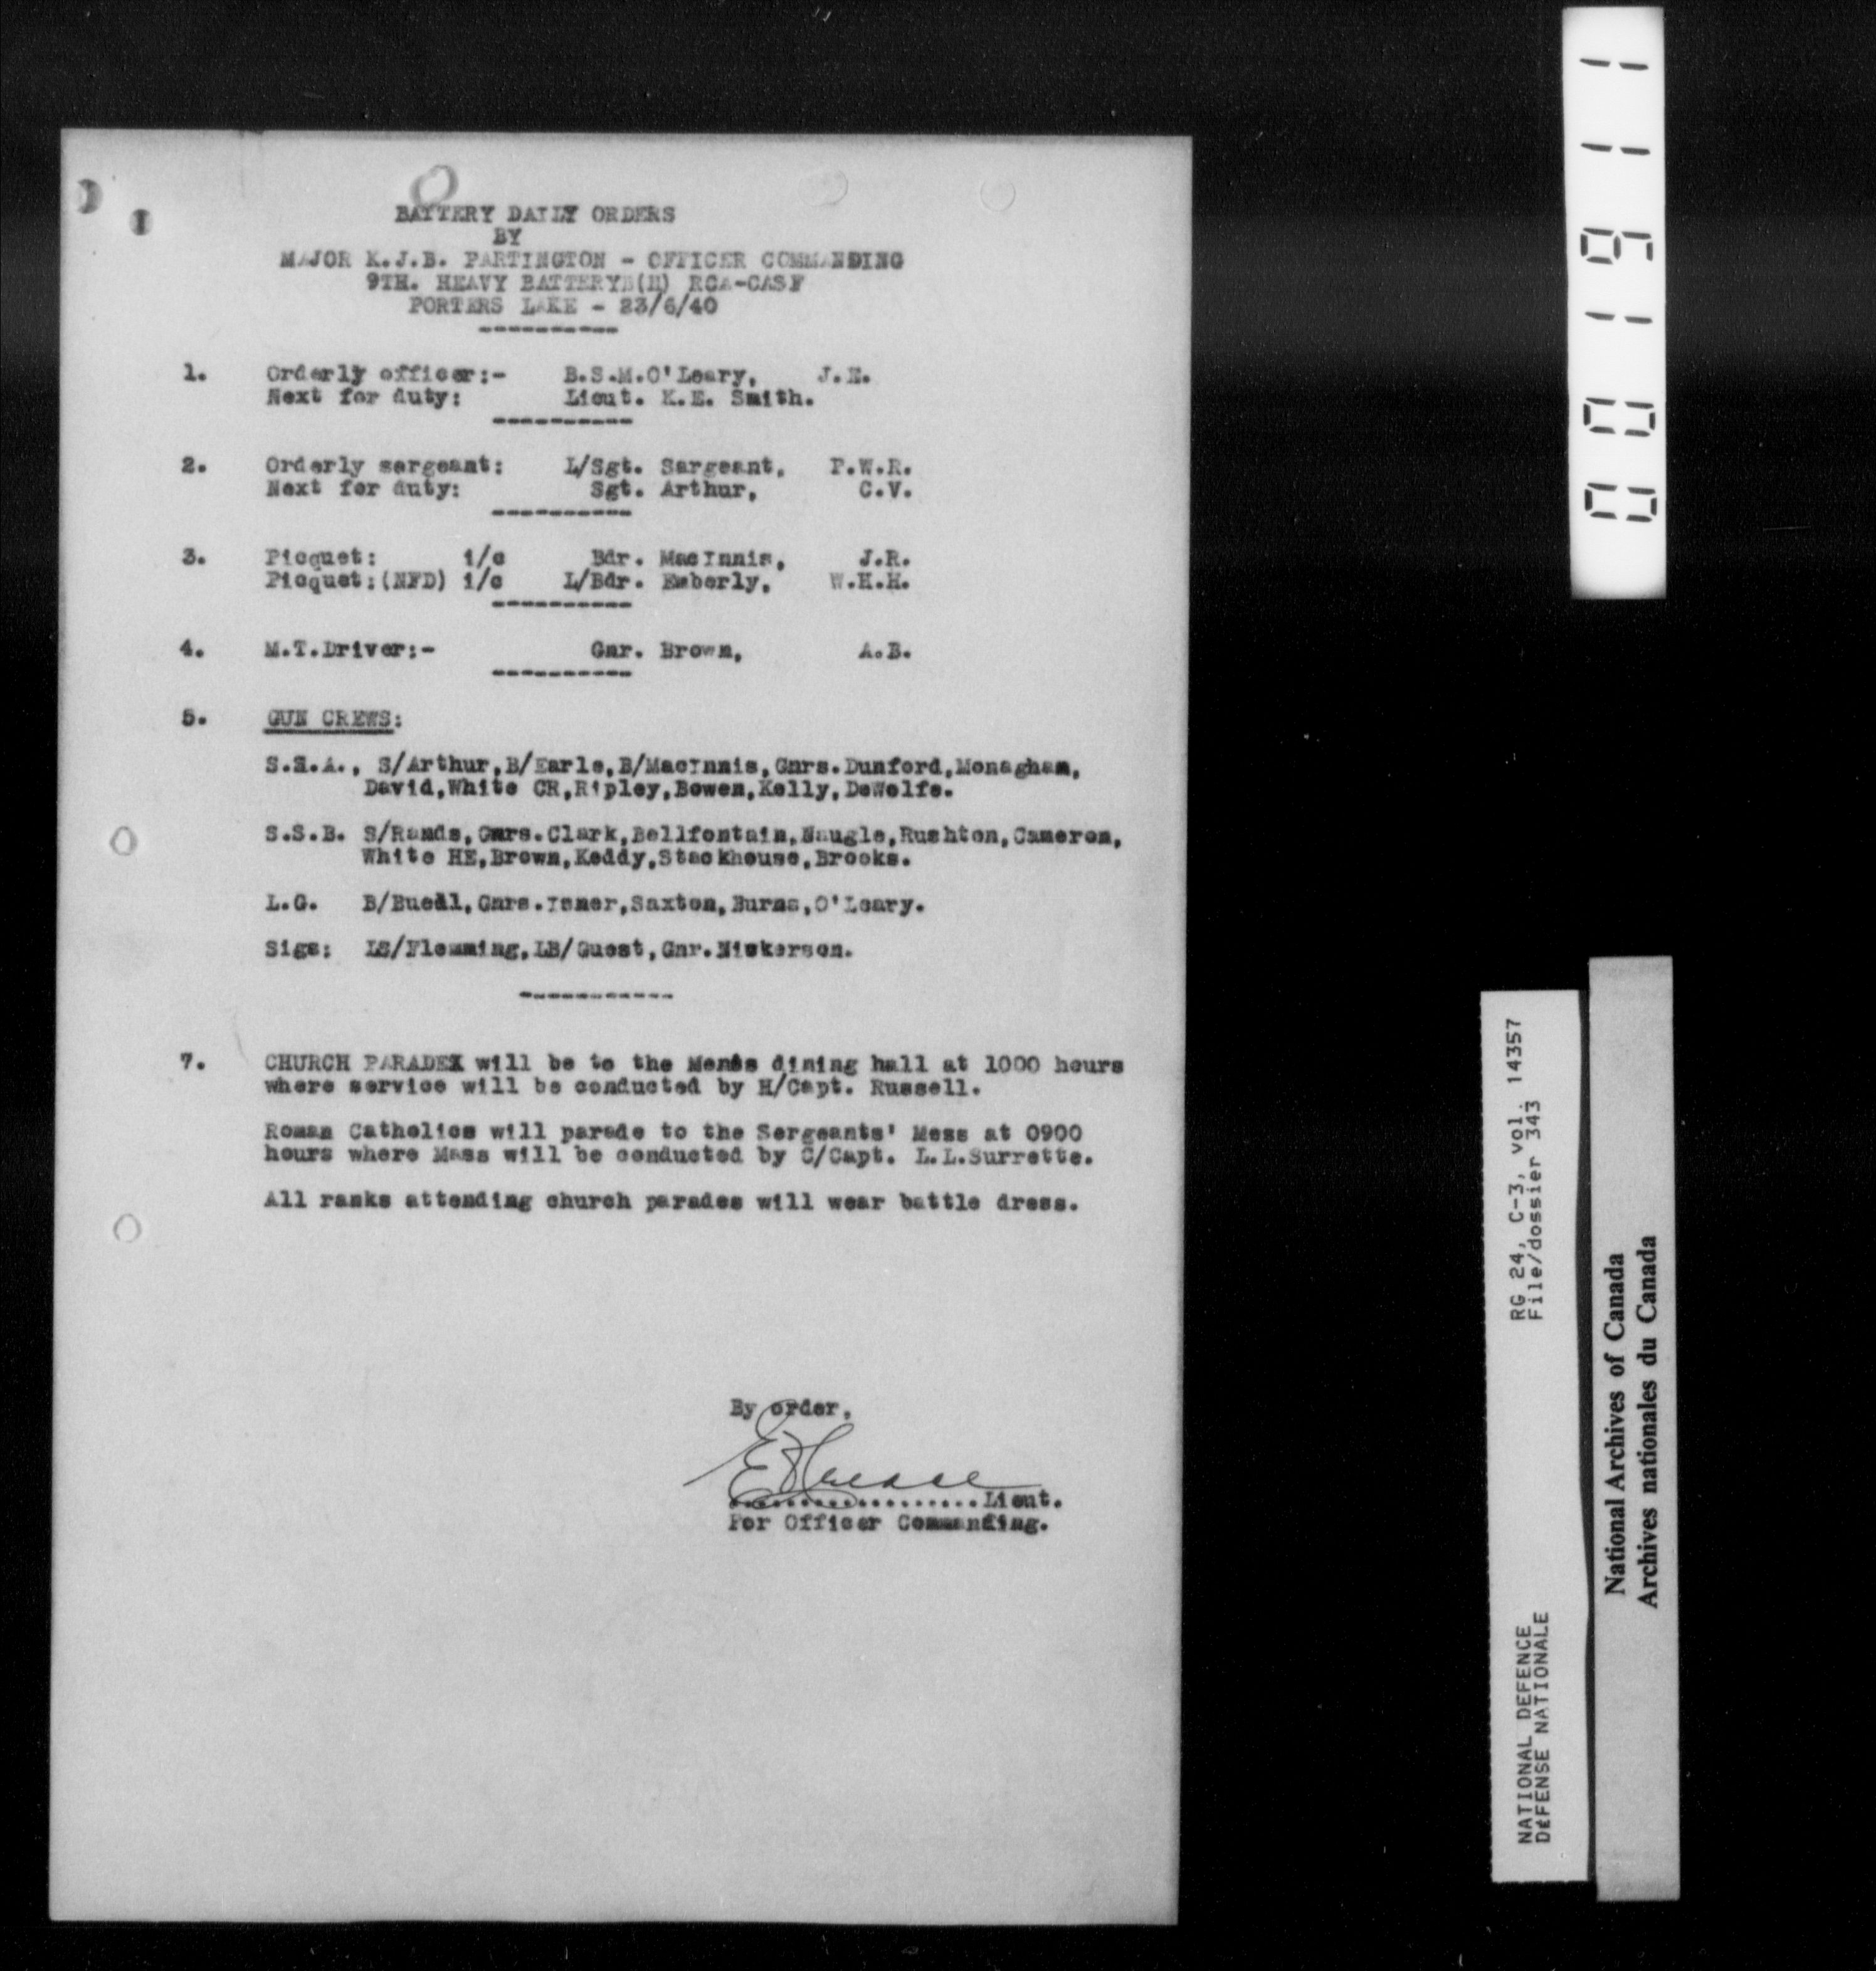 BATTERY DAILY ORDERS
BY
MAJOR K.J.B. PARTINGTON - OFFICER COMMANDING
9TH. HEAVY BATTERY (H) RCA-CASF
PORTERS LAKE - 23/6/40
1. Orderly officer:- B.S.M.O'Leary, J.E.
Next for duty: Lieut. K.E. Smith.
2. Orderly sergeant: L/Sgt. Sargeant, P.W.R.
Next for duty: Sgt. Arthur, C.V.
3. Picquet: i/c Bdr. MacInnis, J.R.
Picquet:(NFD) i/c L/Bdr. Emberly, W.H.H.
4. M.T.Driver:- Gnr. Brown, A.B.
5. GUN CREWS:
S.S.A., S/Arthur,B/Earle,B/MacInnis,Gnrs.Dunford,Monagham,
David,White CR,Ripley,Bowen,Kelly,DeWolfe.
S.S.B. S/Rands,Gnrs.Clark,Bellfontain,Naugle,Rushton,Cameron,
White HE,Brown,Keddy,Stackhouse,Brooks.
L.G. B/Buell,Gnrs.Isner,Saxton,Burns,O'Leary.
Sigs: LS/Flemming,LB/Guest,Gnr.Nickerson.
7. CHURCH PARADEX will be to the Mens dining hall at 1000 hours
where service will be conducted by H/Capt. Russell.
Roman Catholics will parade to the Sergeants' Mess at 0900
hours where Mass will be conducted by C/Capt. L.L.Surrette.
All ranks attending church parades will wear battle dress.
By order,
..................Lieut.
For Officer Commanding.
001911
RG 24, C-3, vol. 14357
File/dossier 343
NATIONAL DEFENCE
DÉFENSE NATIONALE
National Archives of Canada
Archives nationales du Canada